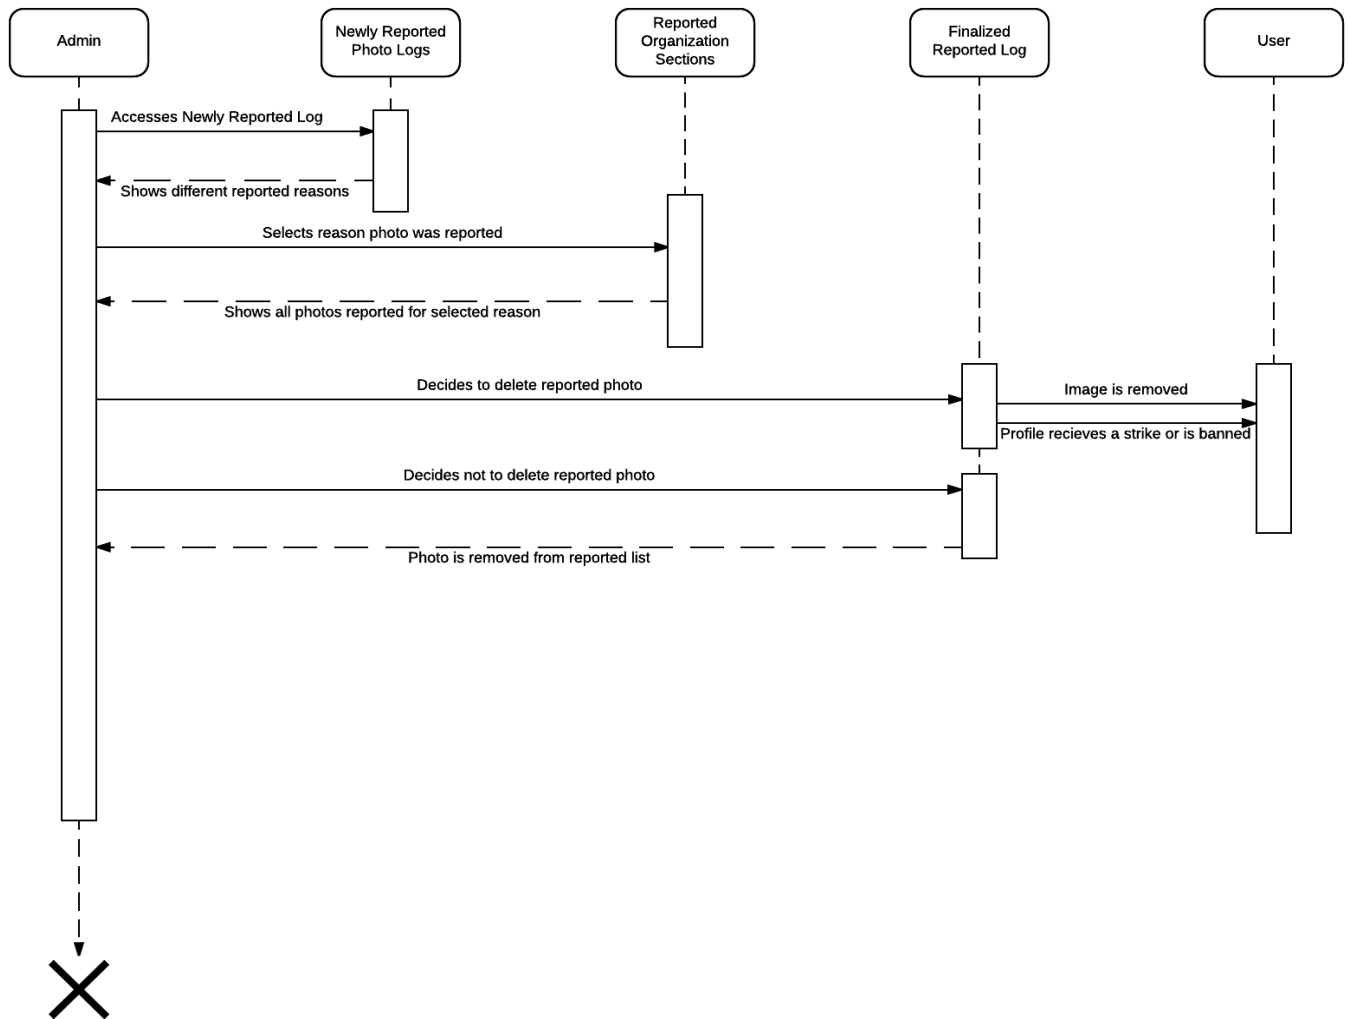 Admin
Newly Reported
Photo Logs
Reported
Organization
Sections
Finalized
Reported Log
User
Accesses Newly Reported Log
Shows different reported reasons
Selects reason photo was reported
Shows all photos reported for selected reason
Decides to delete reported photo
Image is removed
Profile recieves a strike or is banned
Decides not to delete reported photo
Photo is removed from reported list